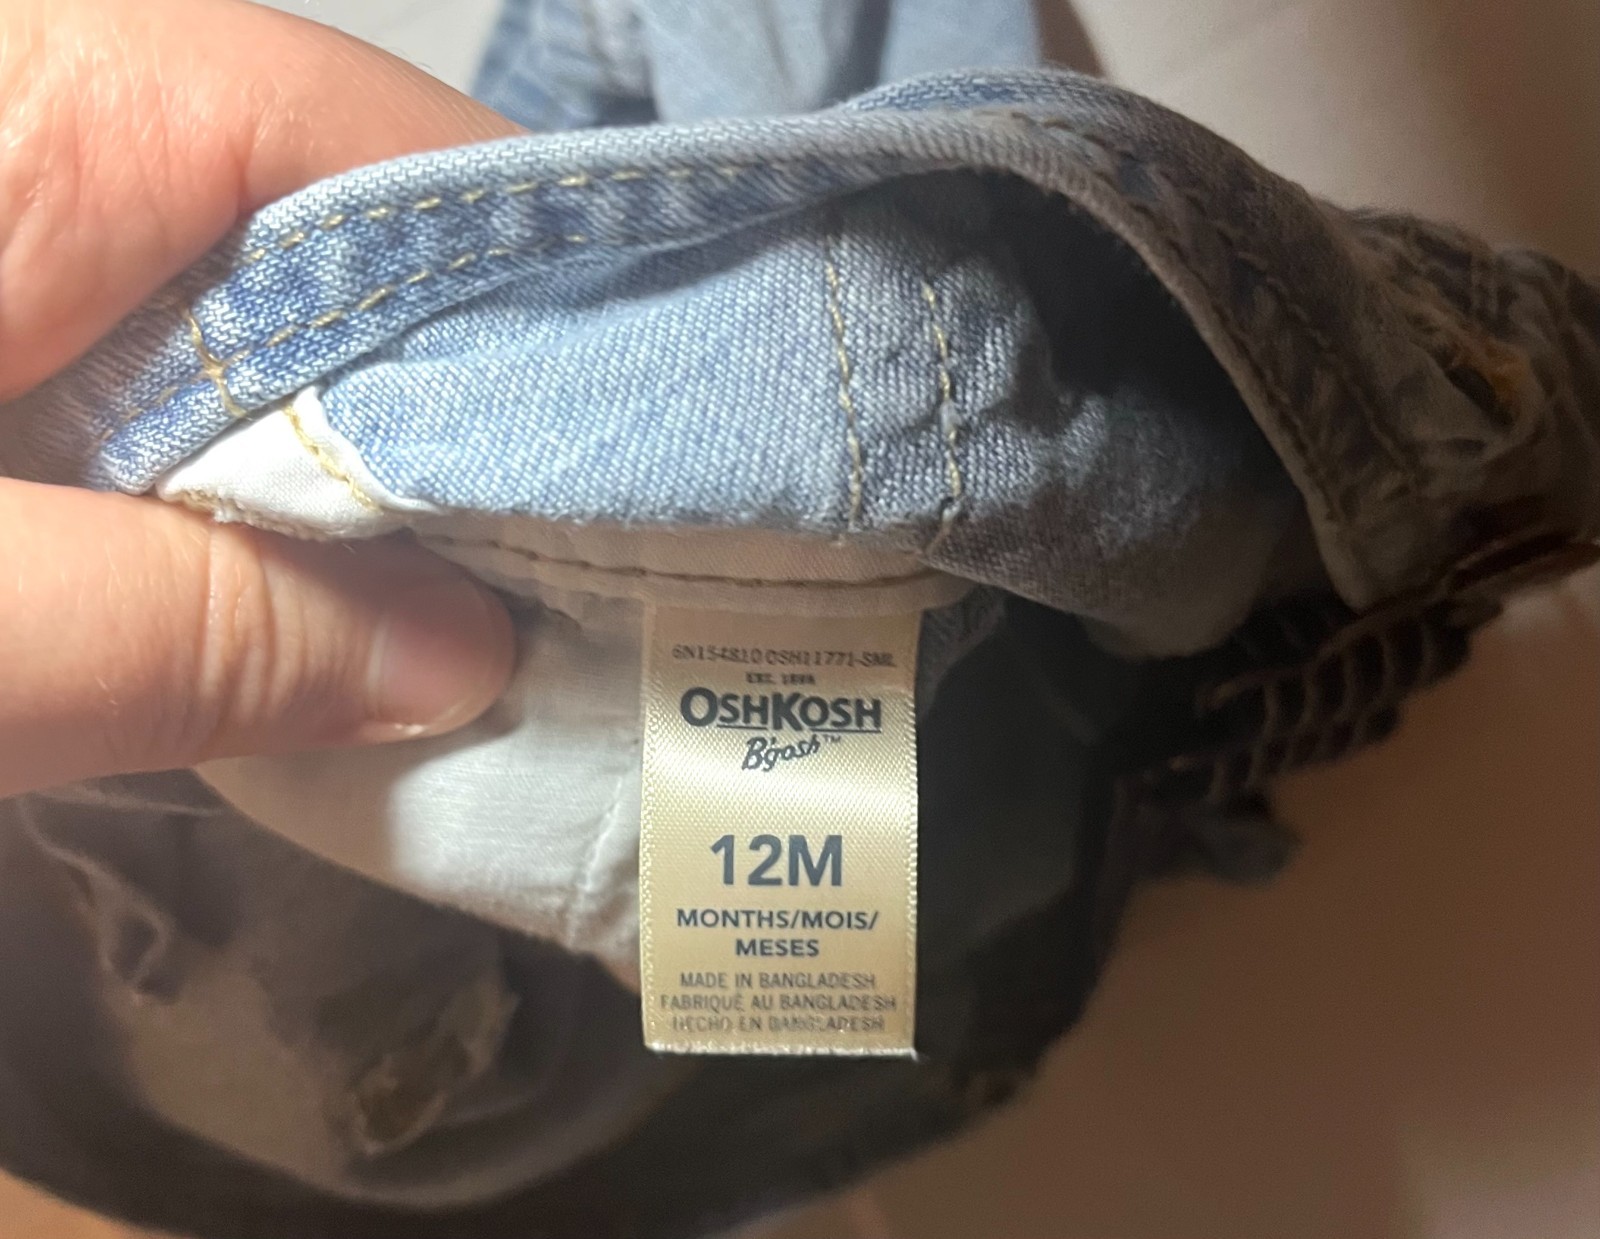 6N154810 OSH11771-SML
EST. 1895
OSHKOSH
B'gosh™
12M
MONTHS/MOIS/
MESES
MADE IN BANGLADESH
FABRIQUÉ AU BANGLADESH
HECHO EN BANGLADESH